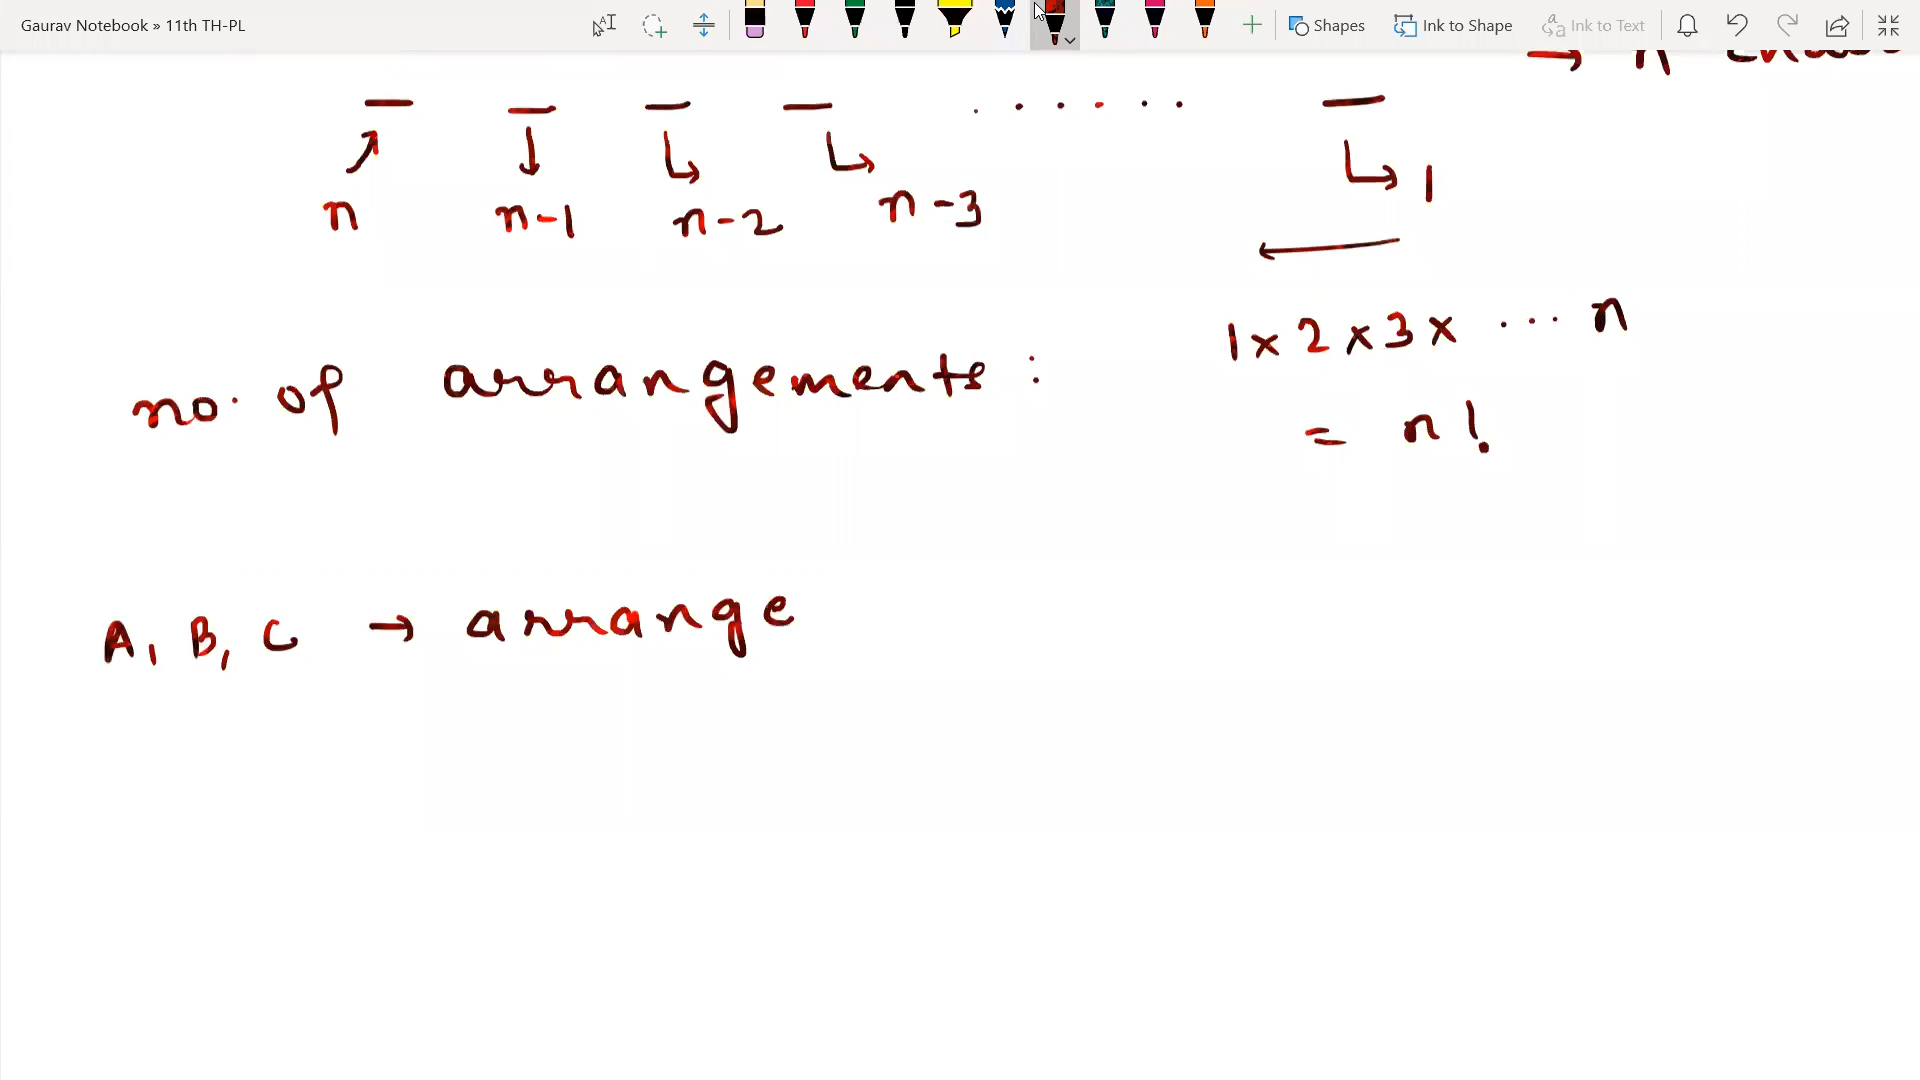 Gaurav Notebook » 11th TH-PL
Shapes
Ink to Shape
Ink to Text
→ n
n n-1 n-2 n-3 ...... 1
no. of arrangements : 1 x 2 x 3 x ... n
= n!
A, B, C → arrange